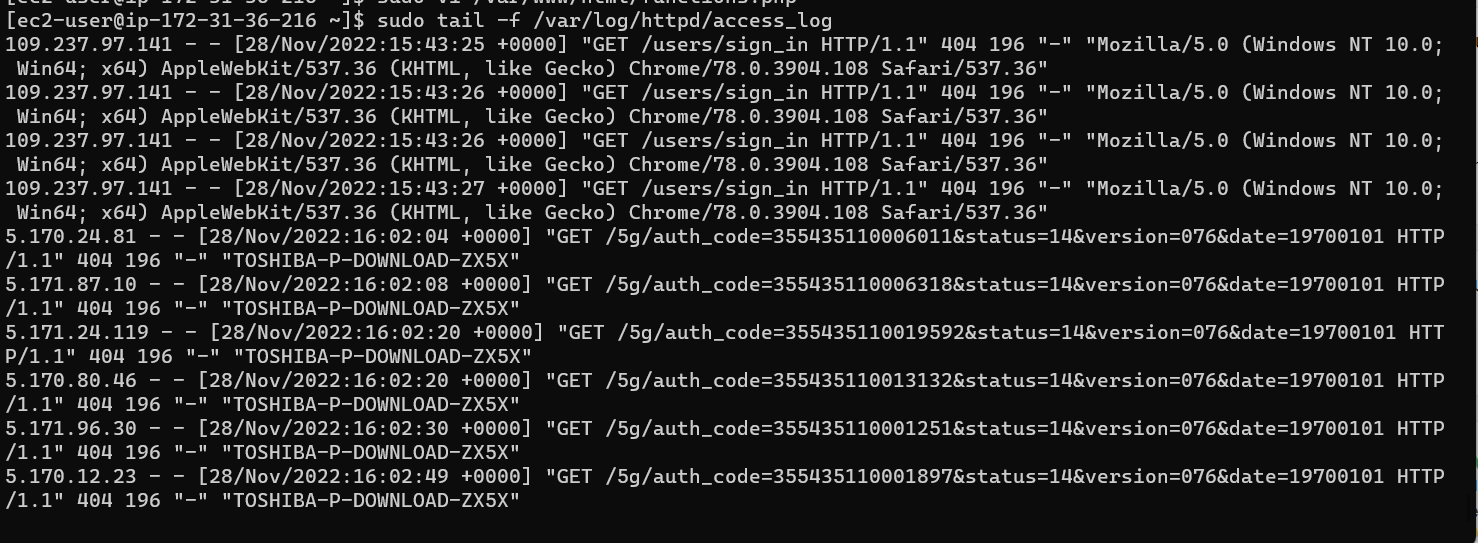 [ec2-user@ip-172-31-36-216 ~]$ sudo vi /var/www/html/functions.php
[ec2-user@ip-172-31-36-216 ~]$ sudo tail -f /var/log/httpd/access_log
109.237.97.141 - - [28/Nov/2022:15:43:25 +0000] "GET /users/sign_in HTTP/1.1" 404 196 "-" "Mozilla/5.0 (Windows NT 10.0;
 Win64; x64) AppleWebKit/537.36 (KHTML, like Gecko) Chrome/78.0.3904.108 Safari/537.36"
109.237.97.141 - - [28/Nov/2022:15:43:26 +0000] "GET /users/sign_in HTTP/1.1" 404 196 "-" "Mozilla/5.0 (Windows NT 10.0;
 Win64; x64) AppleWebKit/537.36 (KHTML, like Gecko) Chrome/78.0.3904.108 Safari/537.36"
109.237.97.141 - - [28/Nov/2022:15:43:26 +0000] "GET /users/sign_in HTTP/1.1" 404 196 "-" "Mozilla/5.0 (Windows NT 10.0;
 Win64; x64) AppleWebKit/537.36 (KHTML, like Gecko) Chrome/78.0.3904.108 Safari/537.36"
109.237.97.141 - - [28/Nov/2022:15:43:27 +0000] "GET /users/sign_in HTTP/1.1" 404 196 "-" "Mozilla/5.0 (Windows NT 10.0;
 Win64; x64) AppleWebKit/537.36 (KHTML, like Gecko) Chrome/78.0.3904.108 Safari/537.36"
5.170.24.81 - - [28/Nov/2022:16:02:04 +0000] "GET /5g/auth_code=355435110006011&status=14&version=076&date=19700101 HTTP
/1.1" 404 196 "-" "TOSHIBA-P-DOWNLOAD-ZX5X"
5.171.87.10 - - [28/Nov/2022:16:02:08 +0000] "GET /5g/auth_code=355435110006318&status=14&version=076&date=19700101 HTTP
/1.1" 404 196 "-" "TOSHIBA-P-DOWNLOAD-ZX5X"
5.171.24.119 - - [28/Nov/2022:16:02:20 +0000] "GET /5g/auth_code=355435110019592&status=14&version=076&date=19700101 HTT
P/1.1" 404 196 "-" "TOSHIBA-P-DOWNLOAD-ZX5X"
5.170.80.46 - - [28/Nov/2022:16:02:20 +0000] "GET /5g/auth_code=355435110013132&status=14&version=076&date=19700101 HTTP
/1.1" 404 196 "-" "TOSHIBA-P-DOWNLOAD-ZX5X"
5.171.96.30 - - [28/Nov/2022:16:02:30 +0000] "GET /5g/auth_code=355435110001251&status=14&version=076&date=19700101 HTTP
/1.1" 404 196 "-" "TOSHIBA-P-DOWNLOAD-ZX5X"
5.170.12.23 - - [28/Nov/2022:16:02:49 +0000] "GET /5g/auth_code=355435110001897&status=14&version=076&date=19700101 HTTP
/1.1" 404 196 "-" "TOSHIBA-P-DOWNLOAD-ZX5X"